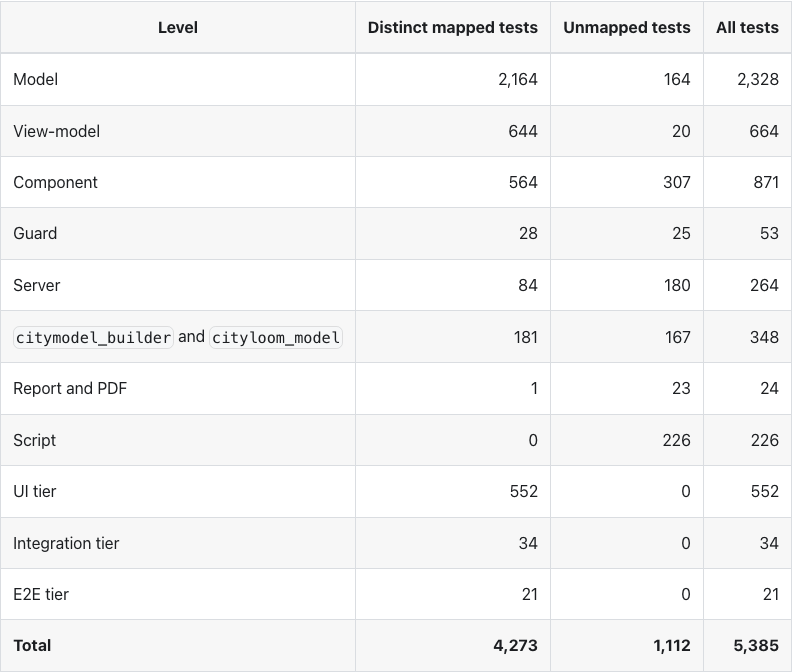 Level Distinct mapped tests Unmapped tests All tests
Model 2,164 164 2,328
View-model 644 20 664
Component 564 307 871
Guard 28 25 53
Server 84 180 264
citymodel_builder and cityloom_model 181 167 348
Report and PDF 1 23 24
Script 0 226 226
UI tier 552 0 552
Integration tier 34 0 34
E2E tier 21 0 21
Total 4,273 1,112 5,385